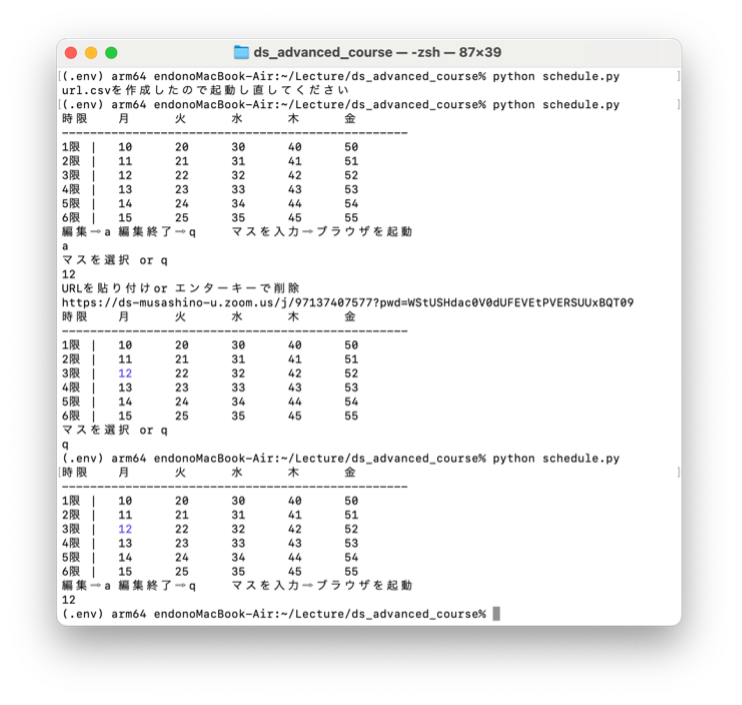 ds_advanced_course — -zsh — 87×39
(.env) arm64 endonoMacBook-Air:~/Lecture/ds_advanced_course% python schedule.py
url.csvを作成したので起動し直してください
(.env) arm64 endonoMacBook-Air:~/Lecture/ds_advanced_course% python schedule.py
時限 月 火 水 木 金
-------------------------------------------------
1限 | 10 20 30 40 50
2限 | 11 21 31 41 51
3限 | 12 22 32 42 52
4限 | 13 23 33 43 53
5限 | 14 24 34 44 54
6限 | 15 25 35 45 55
編集→a 編集終了→q マスを入力→ブラウザを起動
a
マスを選択 or q
12
URLを貼り付けor エンターキーで削除
https://ds-musashino-u.zoom.us/j/97137407577?pwd=WStUSHdac0V0dUFEVEtPVERSUUxBQT09
時限 月 火 水 木 金
-------------------------------------------------
1限 | 10 20 30 40 50
2限 | 11 21 31 41 51
3限 | 12 22 32 42 52
4限 | 13 23 33 43 53
5限 | 14 24 34 44 54
6限 | 15 25 35 45 55
マスを選択 or q
q
(.env) arm64 endonoMacBook-Air:~/Lecture/ds_advanced_course% python schedule.py
時限 月 火 水 木 金
-------------------------------------------------
1限 | 10 20 30 40 50
2限 | 11 21 31 41 51
3限 | 12 22 32 42 52
4限 | 13 23 33 43 53
5限 | 14 24 34 44 54
6限 | 15 25 35 45 55
編集→a 編集終了→q マスを入力→ブラウザを起動
12
(.env) arm64 endonoMacBook-Air:~/Lecture/ds_advanced_course%